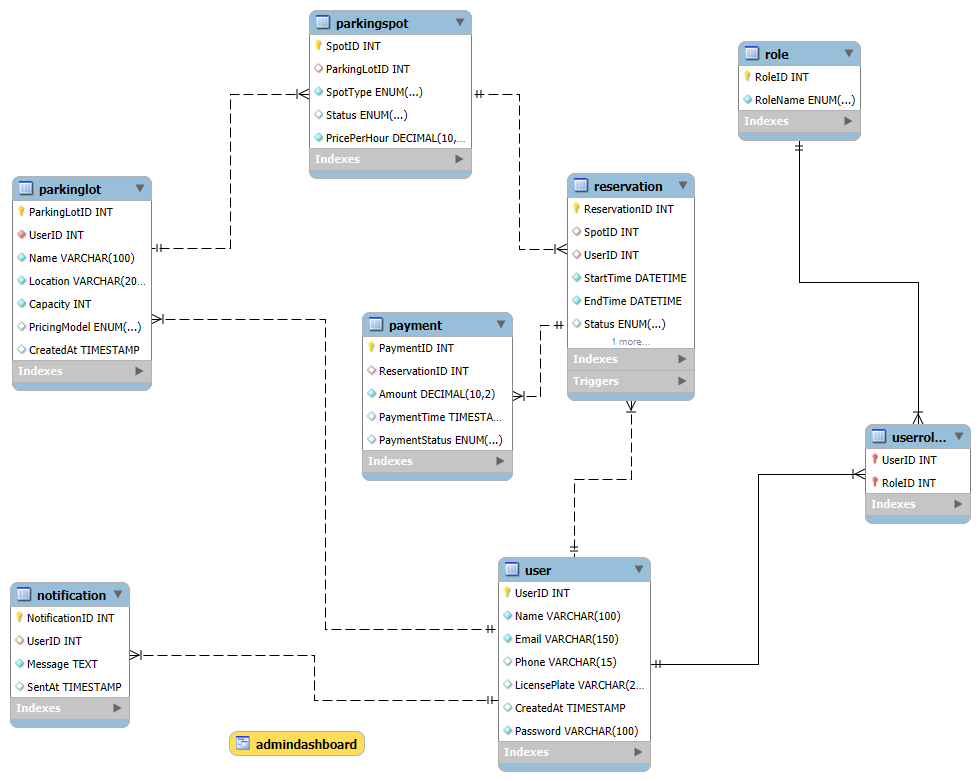 parkingspot
SpotID INT
ParkingLotID INT
SpotType ENUM(...)
Status ENUM(...)
PricePerHour DECIMAL(10,...
Indexes
role
RoleID INT
RoleName ENUM(...)
Indexes
parkinglot
ParkingLotID INT
UserID INT
Name VARCHAR(100)
Location VARCHAR(20...
Capacity INT
PricingModel ENUM(...)
CreatedAt TIMESTAMP
Indexes
reservation
ReservationID INT
SpotID INT
UserID INT
StartTime DATETIME
EndTime DATETIME
Status ENUM(...)
1 more...
Indexes
Triggers
payment
PaymentID INT
ReservationID INT
Amount DECIMAL(10,2)
PaymentTime TIMESTA...
PaymentStatus ENUM(...)
Indexes
userrol...
UserID INT
RoleID INT
Indexes
user
UserID INT
Name VARCHAR(100)
Email VARCHAR(150)
Phone VARCHAR(15)
LicensePlate VARCHAR(2...
CreatedAt TIMESTAMP
Password VARCHAR(100)
Indexes
notification
NotificationID INT
UserID INT
Message TEXT
SentAt TIMESTAMP
Indexes
admindashboard